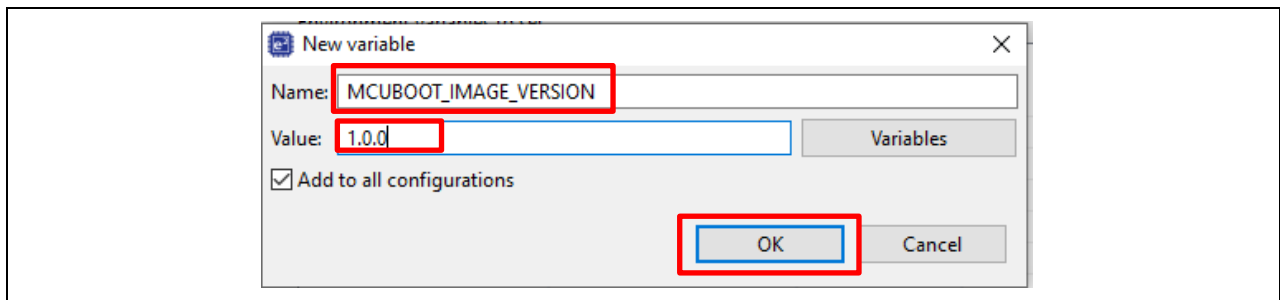 New variable
Name: MCUBOOT_IMAGE_VERSION
Value: 1.0.0 Variables
Add to all configurations
OK Cancel